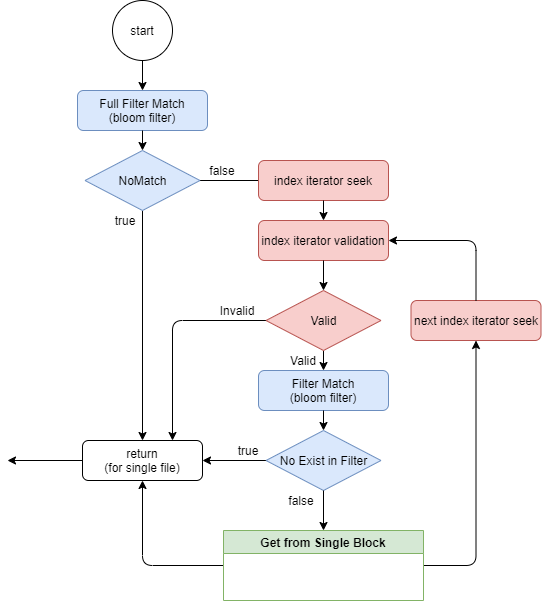 start
Full Filter Match
(bloom filter)
NoMatch
false
true
index iterator seek
index iterator validation
Invalid
Valid
next index iterator seek
Valid
Filter Match
(bloom filter)
return
(for single file)
true
No Exist in Filter
false
Get from Single Block